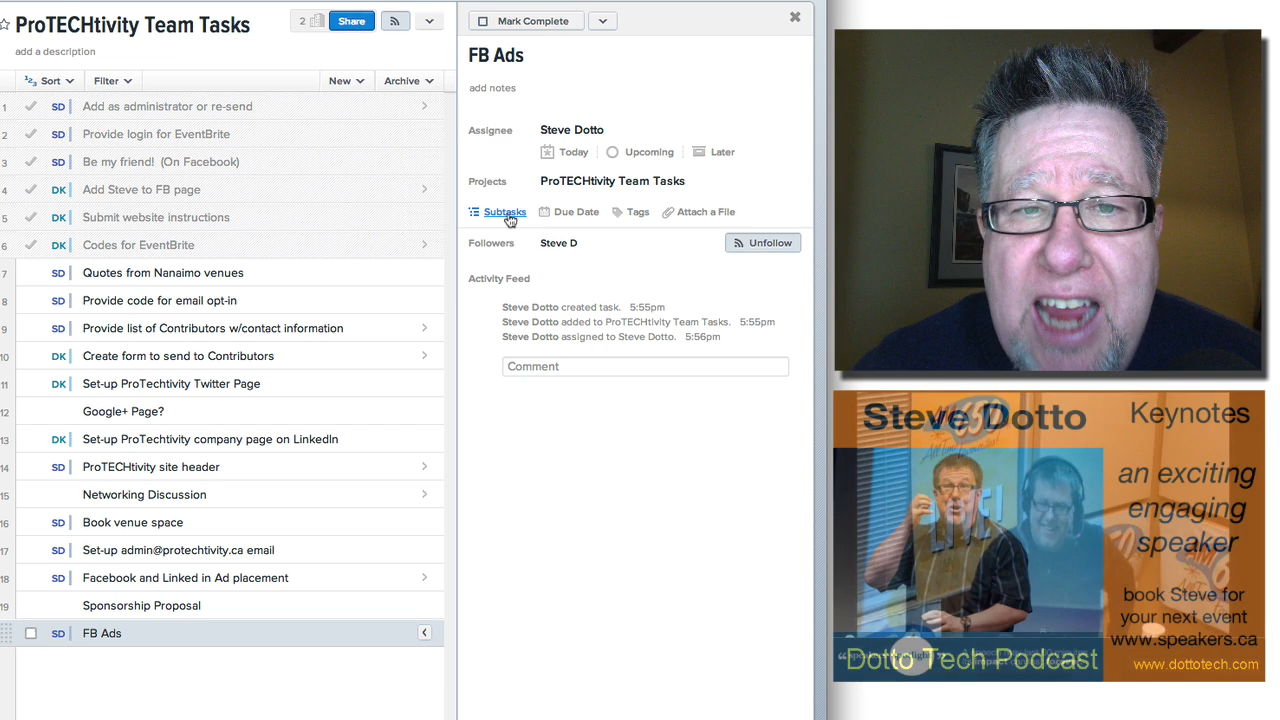 ProTECHtivity Team Tasks
2
Share
add a description
Sort
Filter
New
Archive
1 SD Add as administrator or re-send
2 SD Provide login for EventBrite
3 SD Be my friend! (On Facebook)
4 DK Add Steve to FB page
5 DK Submit website instructions
6 DK Codes for EventBrite
7 SD Quotes from Nanaimo venues
8 SD Provide code for email opt-in
9 SD Provide list of Contributors w/contact information
10 DK Create form to send to Contributors
11 DK Set-up ProTechtivity Twitter Page
12 Google+ Page?
13 DK Set-up ProTechtivity company page on LinkedIn
14 SD ProTECHtivity site header
15 Networking Discussion
16 SD Book venue space
17 SD Set-up admin@protechtivity.ca email
18 SD Facebook and Linked in Ad placement
19 Sponsorship Proposal
SD FB Ads
Mark Complete
FB Ads
add notes
Assignee Steve Dotto
Today Upcoming Later
Projects ProTECHtivity Team Tasks
Subtasks Due Date Tags Attach a File
Followers Steve D Unfollow
Activity Feed
Steve Dotto created task. 5:55pm
Steve Dotto added to ProTECHtivity Team Tasks. 5:55pm
Steve Dotto assigned to Steve Dotto. 5:56pm
Comment
Steve Dotto
Keynotes
an exciting
engaging
speaker
book Steve for
your next event
www.speakers.ca
Dotto Tech Podcast
www.dottotech.com